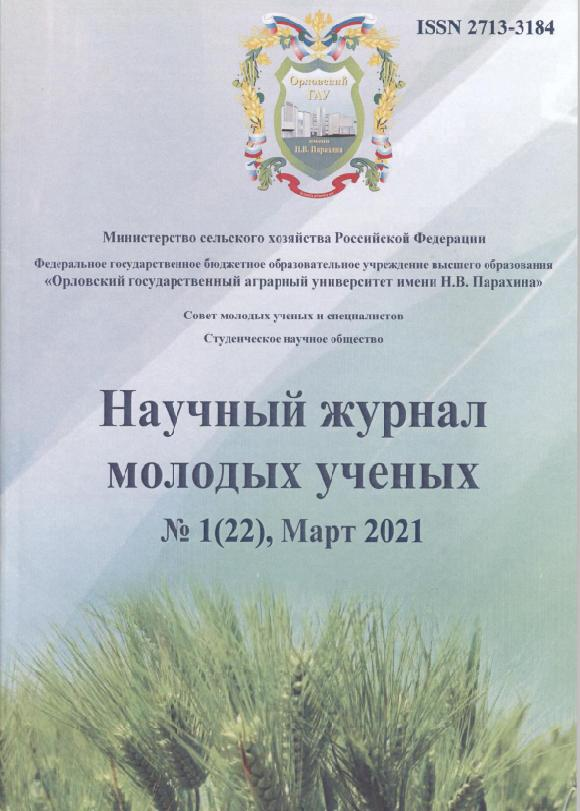 ISSN 2713-3184
Орловский
ГАУ
имени
Н.В. Парахина
Министерство сельского хозяйства Российской Федерации
Федеральное государственное бюджетное образовательное учреждение высшего образования
«Орловский государственный аграрный университет имени Н.В. Парахина»
Совет молодых ученых и специалистов
Студенческое научное общество
Научный журнал
молодых ученых
№ 1(22), Март 2021